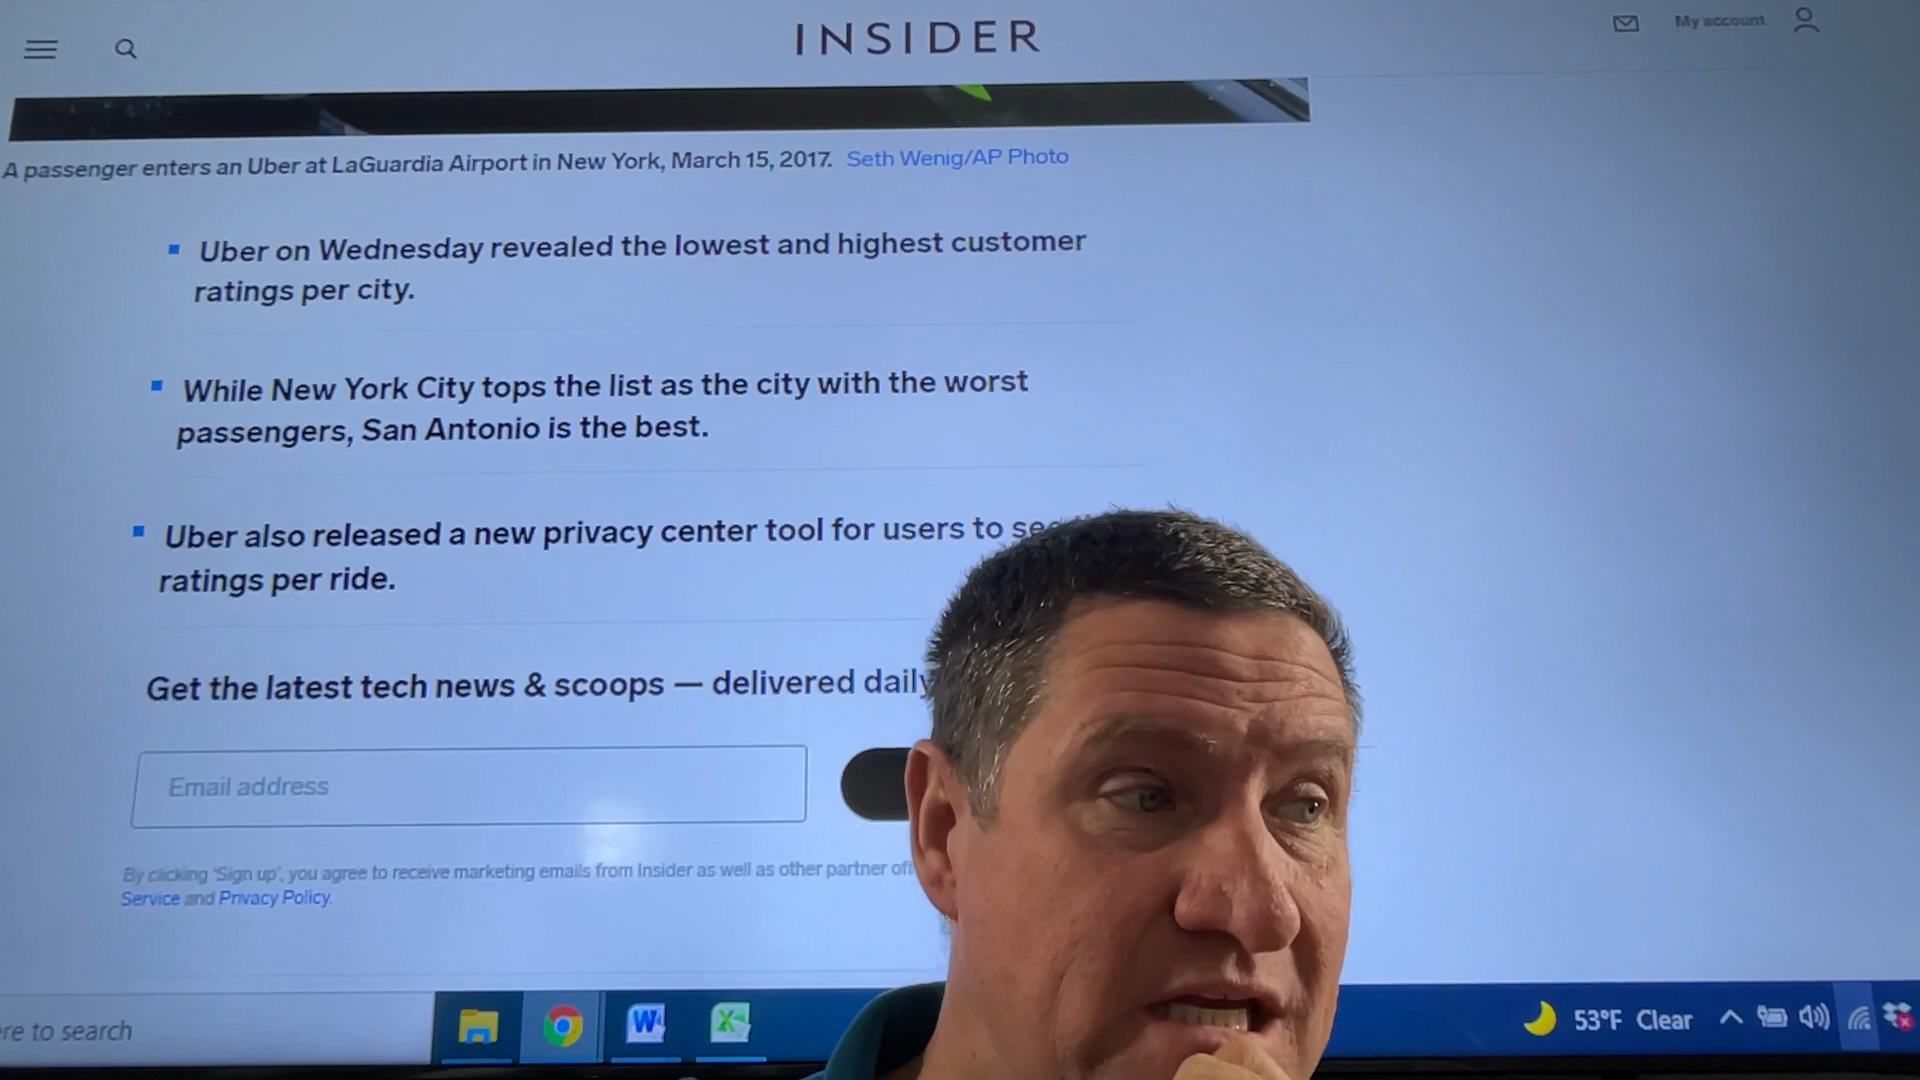 INSIDER
My account
A passenger enters an Uber at LaGuardia Airport in New York, March 15, 2017. Seth Wenig/AP Photo
Uber on Wednesday revealed the lowest and highest customer
ratings per city.
While New York City tops the list as the city with the worst
passengers, San Antonio is the best.
Uber also released a new privacy center tool for users to
ratings per ride.
Get the latest tech news & scoops — delivered daily
Email address
By clicking 'Sign up', you agree to receive marketing emails from Insider as well as other partner
Service and Privacy Policy.
to search
53°F Clear